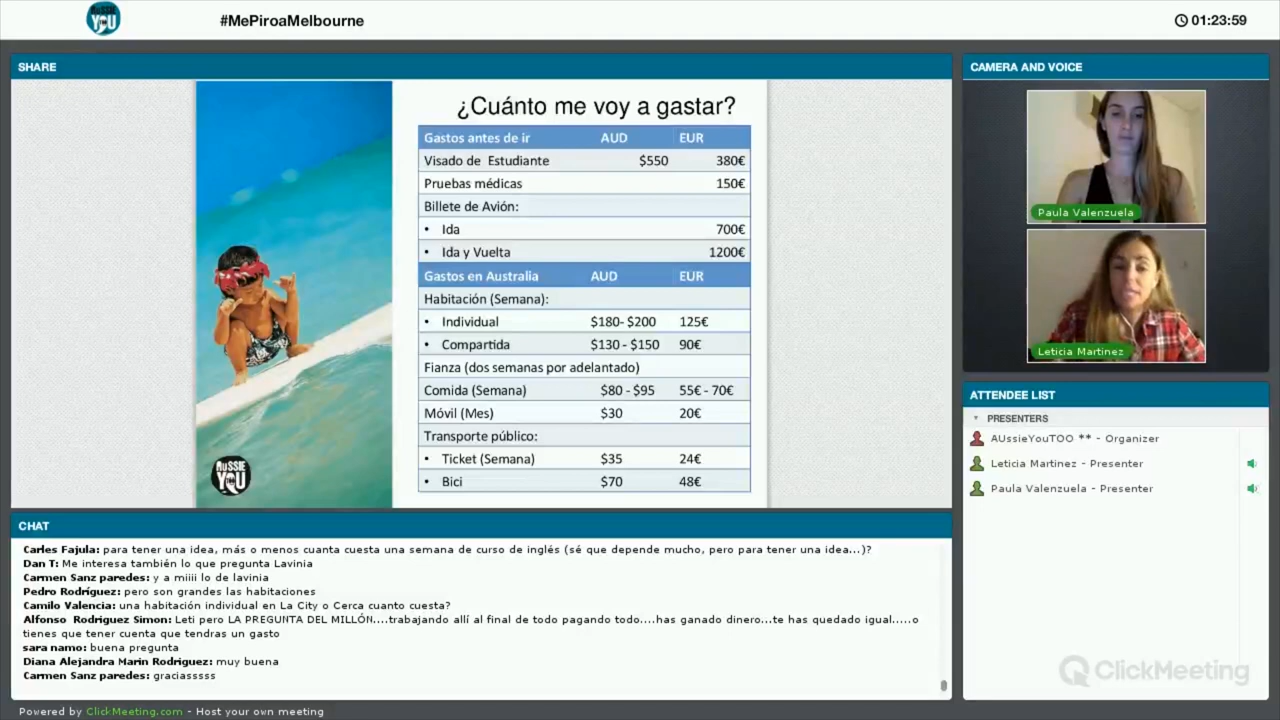 AUSSIE
YOU
TOO
#MePiroaMelbourne
01:23:59
SHARE
¿Cuánto me voy a gastar?
Gastos antes de ir AUD EUR
Visado de Estudiante $550 380€
Pruebas médicas 150€
Billete de Avión:
• Ida 700€
• Ida y Vuelta 1200€
Gastos en Australia AUD EUR
Habitación (Semana):
• Individual $180- $200 125€
• Compartida $130 - $150 90€
Fianza (dos semanas por adelantado)
Comida (Semana) $80 - $95 55€ - 70€
Móvil (Mes) $30 20€
Transporte público:
• Ticket (Semana) $35 24€
• Bici $70 48€
AUSSIE
YOU
TOO
CAMERA AND VOICE
Paula Valenzuela
Leticia Martinez
ATTENDEE LIST
PRESENTERS
AUssieYouTOO ** - Organizer
Leticia Martinez - Presenter
Paula Valenzuela - Presenter
ClickMeeting
CHAT
Carles Fajula: para tener una idea, más o menos cuanta cuesta una semana de curso de inglés (sé que depende mucho, pero para tener una idea...)?
Dan T: Me interesa también lo que pregunta Lavinia
Carmen Sanz paredes: y a miiii lo de lavinia
Pedro Rodríguez: pero son grandes las habitaciones
Camilo Valencia: una habitación individual en La City o Cerca cuanto cuesta?
Alfonso Rodriguez Simon: Leti pero LA PREGUNTA DEL MILLÓN....trabajando allí al final de todo pagando todo....has ganado dinero...te has quedado igual.....o
tienes que tener cuenta que tendras un gasto
sara namo: buena pregunta
Diana Alejandra Marin Rodriguez: muy buena
Carmen Sanz paredes: graciasssss
Powered by ClickMeeting.com - Host your own meeting